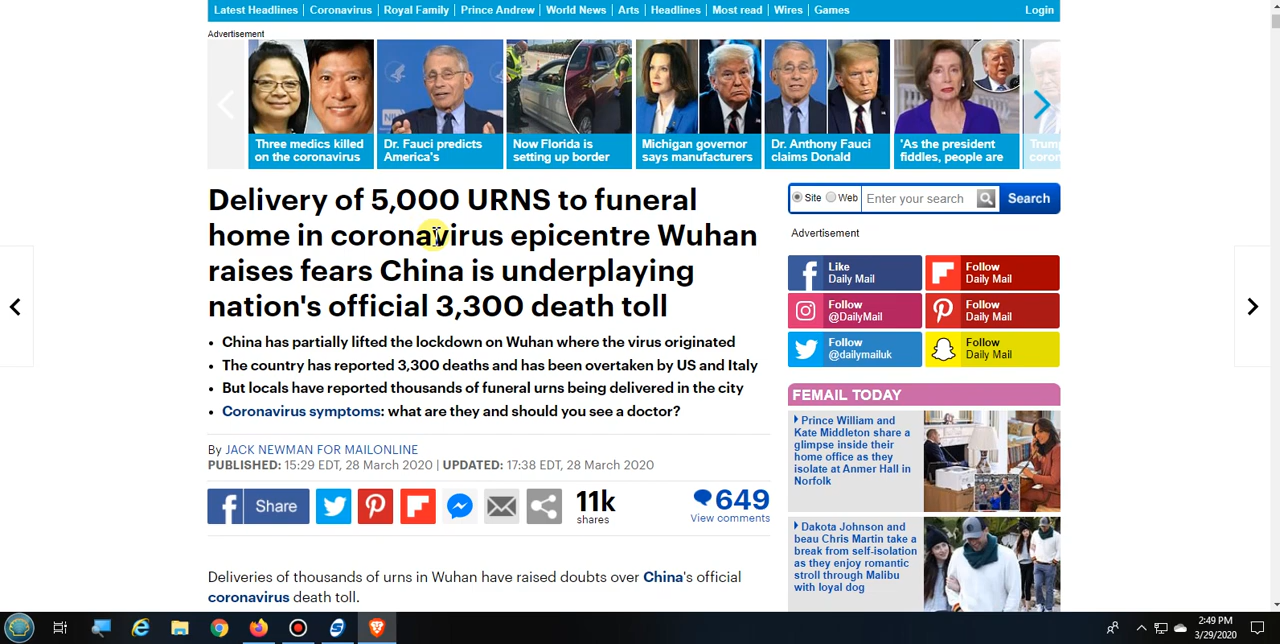 Latest Headlines | Coronavirus | Royal Family | Prince Andrew | World News | Arts | Headlines | Most read | Wires | Games
Login
Advertisement
Three medics killed
on the coronavirus
Dr. Fauci predicts
America's
Now Florida is
setting up border
Michigan governor
says manufacturers
Dr. Anthony Fauci
claims Donald
'As the president
fiddles, people are
Delivery of 5,000 URNS to funeral
home in coronavirus epicentre Wuhan
raises fears China is underplaying
nation's official 3,300 death toll
• China has partially lifted the lockdown on Wuhan where the virus originated
• The country has reported 3,300 deaths and has been overtaken by US and Italy
• But locals have reported thousands of funeral urns being delivered in the city
• Coronavirus symptoms: what are they and should you see a doctor?
By JACK NEWMAN FOR MAILONLINE
PUBLISHED: 15:29 EDT, 28 March 2020 | UPDATED: 17:38 EDT, 28 March 2020
Share
11k
shares
649
View comments
Deliveries of thousands of urns in Wuhan have raised doubts over China's official
coronavirus death toll.
Site Web Enter your search Search
Advertisement
Like
Daily Mail
Follow
Daily Mail
Follow
@DailyMail
Follow
Daily Mail
Follow
@dailymailuk
Follow
Daily Mail
FEMAIL TODAY
Prince William and
Kate Middleton share a
glimpse inside their
home office as they
isolate at Anmer Hall in
Norfolk
Dakota Johnson and
beau Chris Martin take a
break from self-isolation
as they enjoy romantic
stroll through Malibu
with loyal dog
2:49 PM
3/29/2020